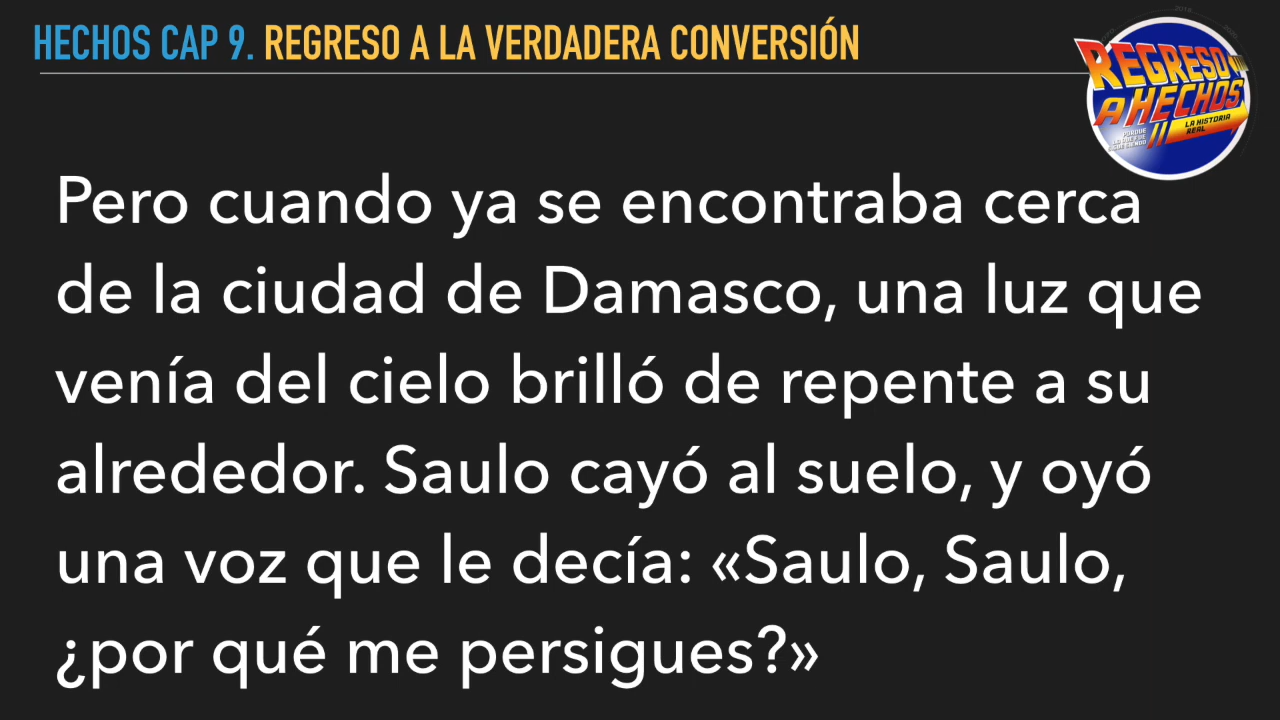 HECHOS CAP 9. REGRESO A LA VERDADERA CONVERSIÓN
REGRESO
A HECHOS
LA HISTORIA
REAL
PORQUE
Pero cuando ya se encontraba cerca
de la ciudad de Damasco, una luz que
venía del cielo brilló de repente a su
alrededor. Saulo cayó al suelo, y oyó
una voz que le decía: «Saulo, Saulo,
¿por qué me persigues?»